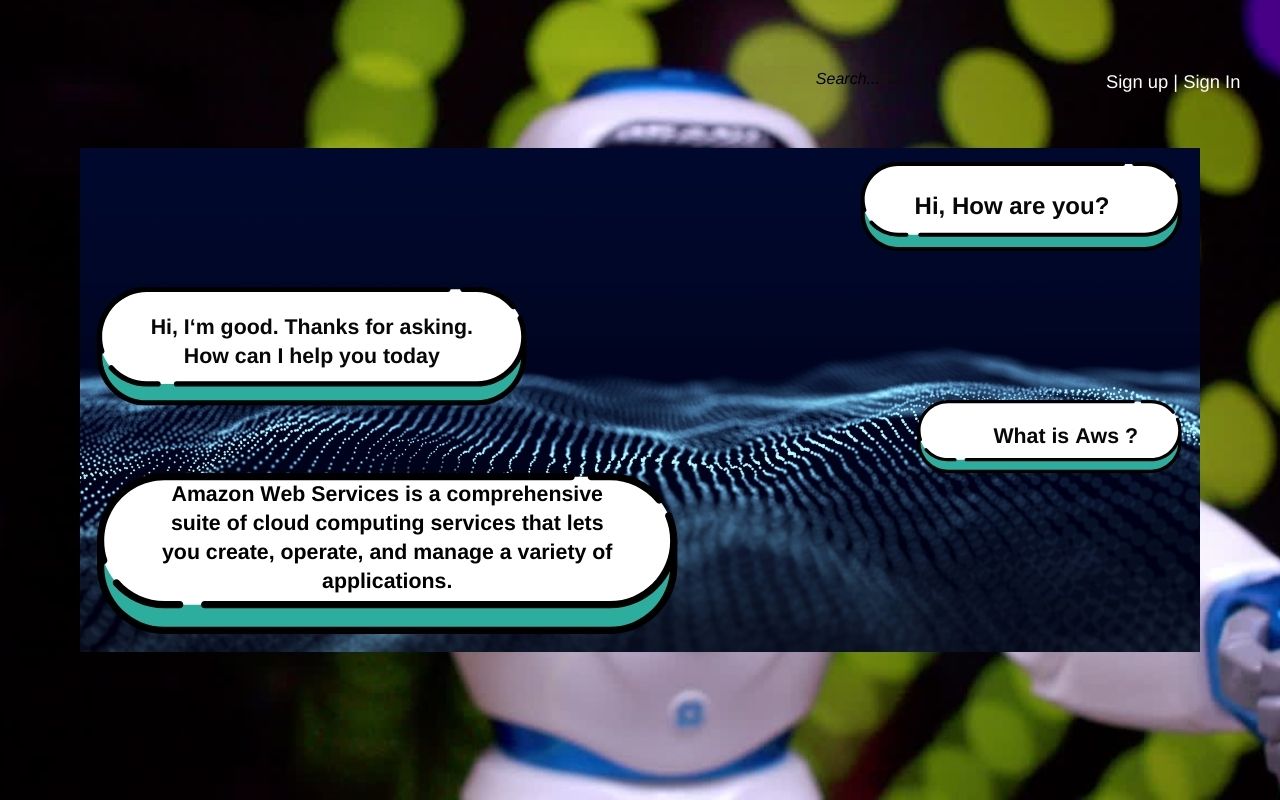 Search...
Sign up | Sign In
Hi, How are you?
Hi, I‘m good. Thanks for asking.
How can I help you today
What is Aws ?
Amazon Web Services is a comprehensive
suite of cloud computing services that lets
you create, operate, and manage a variety of
applications.